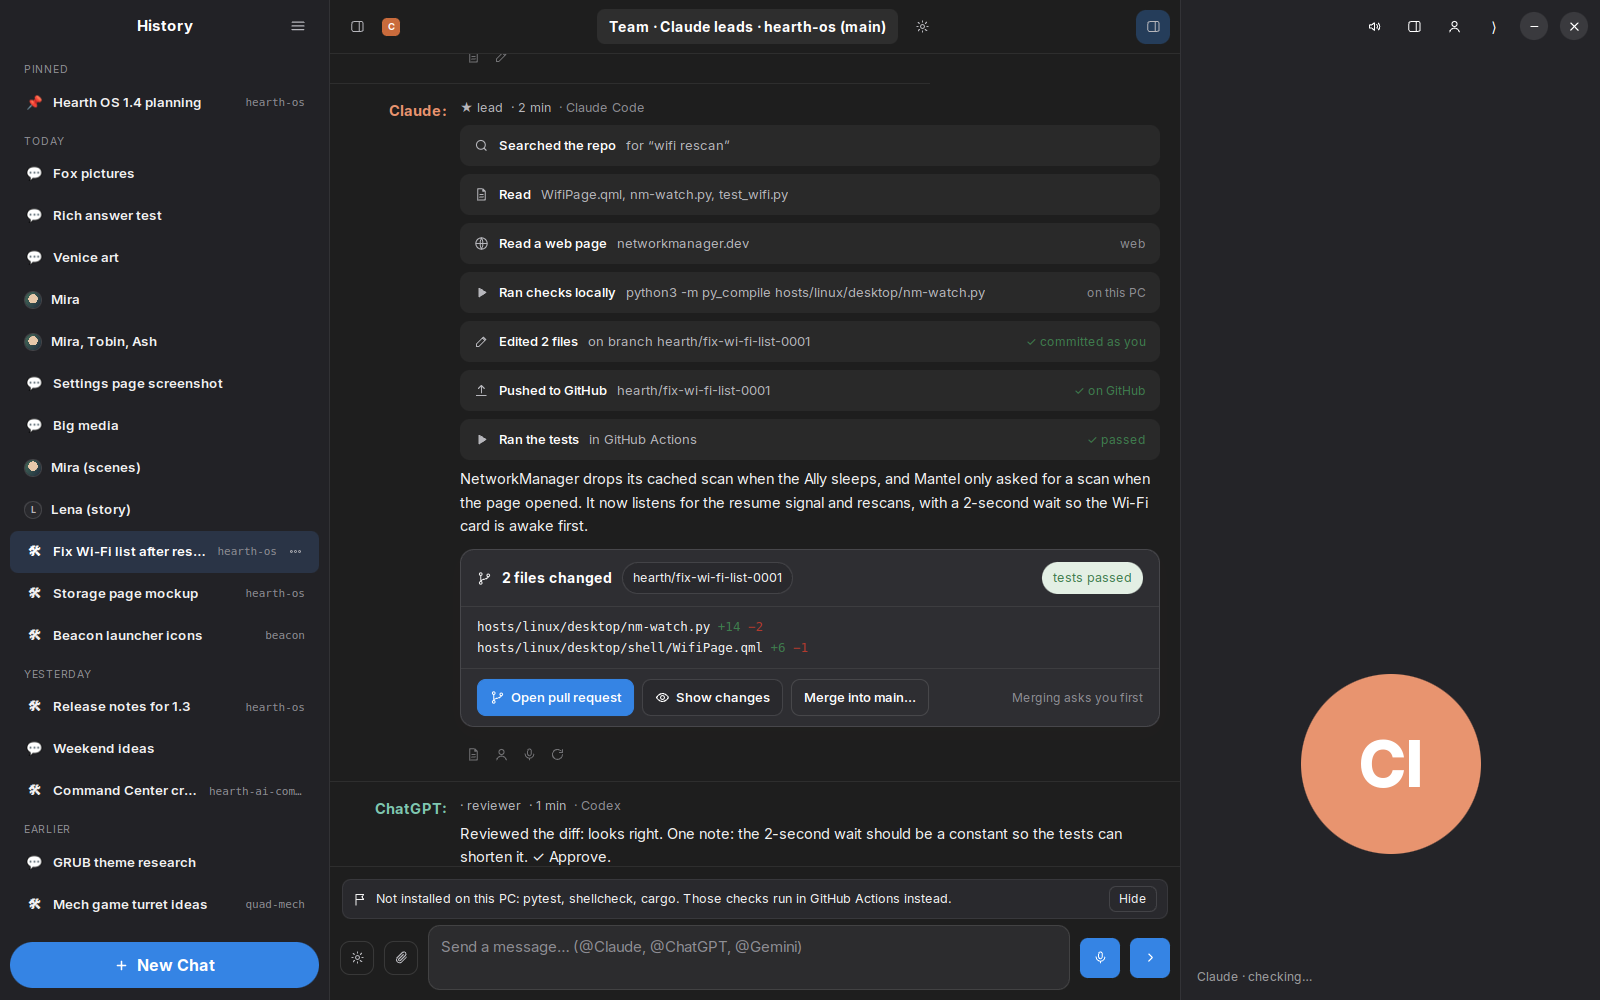 History
PINNED
Hearth OS 1.4 planning hearth-os
TODAY
Fox pictures
Rich answer test
Venice art
Mira
Mira, Tobin, Ash
Settings page screenshot
Big media
Mira (scenes)
L Lena (story)
Fix Wi-Fi list after res… hearth-os
Storage page mockup hearth-os
Beacon launcher icons beacon
YESTERDAY
Release notes for 1.3 hearth-os
Weekend ideas
Command Center cr… hearth-ai-com…
EARLIER
GRUB theme research
Mech game turret ideas quad-mech
+ New Chat
C
Team · Claude leads · hearth-os (main)
Claude: ★ lead · 2 min · Claude Code
Searched the repo for “wifi rescan”
Read WifiPage.qml, nm-watch.py, test_wifi.py
Read a web page networkmanager.dev web
Ran checks locally python3 -m py_compile hosts/linux/desktop/nm-watch.py on this PC
Edited 2 files on branch hearth/fix-wi-fi-list-0001 ✓ committed as you
Pushed to GitHub hearth/fix-wi-fi-list-0001 ✓ on GitHub
Ran the tests in GitHub Actions ✓ passed
NetworkManager drops its cached scan when the Ally sleeps, and Mantel only asked for a scan when
the page opened. It now listens for the resume signal and rescans, with a 2-second wait so the Wi-Fi
card is awake first.
2 files changed hearth/fix-wi-fi-list-0001 tests passed
hosts/linux/desktop/nm-watch.py +14 −2
hosts/linux/desktop/shell/WifiPage.qml +6 −1
Open pull request Show changes Merge into main… Merging asks you first
ChatGPT: · reviewer · 1 min · Codex
Reviewed the diff: looks right. One note: the 2-second wait should be a constant so the tests can
shorten it. ✓ Approve.
Not installed on this PC: pytest, shellcheck, cargo. Those checks run in GitHub Actions instead. Hide
Send a message… (@Claude, @ChatGPT, @Gemini)
Cl
Claude · checking…